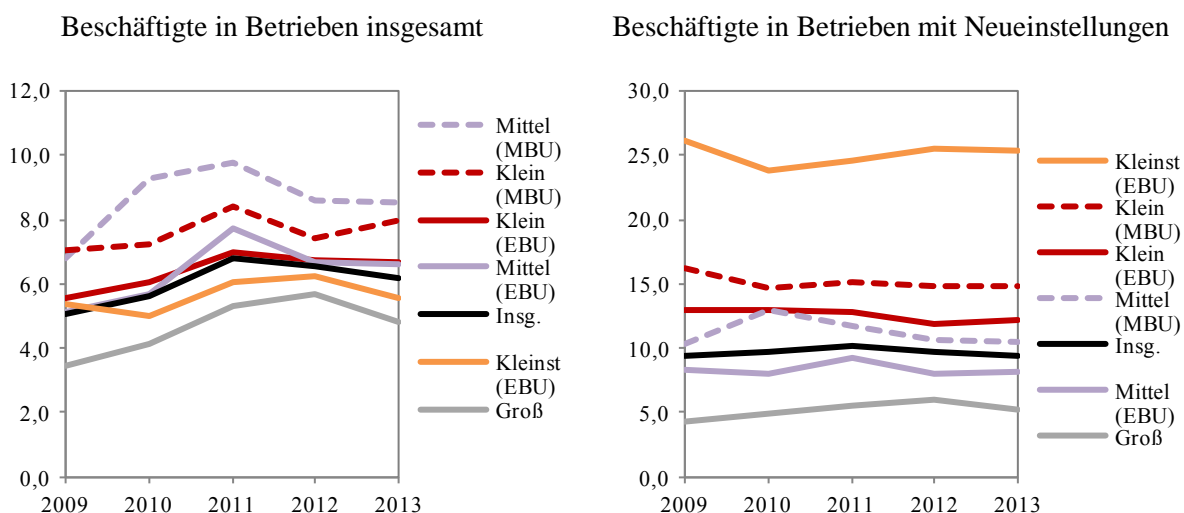 Beschäftigte in Betrieben insgesamt
12,0
10,0
8,0
6,0
4,0
2,0
0,0
2009 2010 2011 2012 2013
Mittel
(MBU)
Klein
(MBU)
Klein
(EBU)
Mittel
(EBU)
Insg.
Kleinst
(EBU)
Groß
Beschäftigte in Betrieben mit Neueinstellungen
30,0
25,0
20,0
15,0
10,0
5,0
0,0
2009 2010 2011 2012 2013
Kleinst
(EBU)
Klein
(MBU)
Klein
(EBU)
Mittel
(MBU)
Insg.
Mittel
(EBU)
Groß